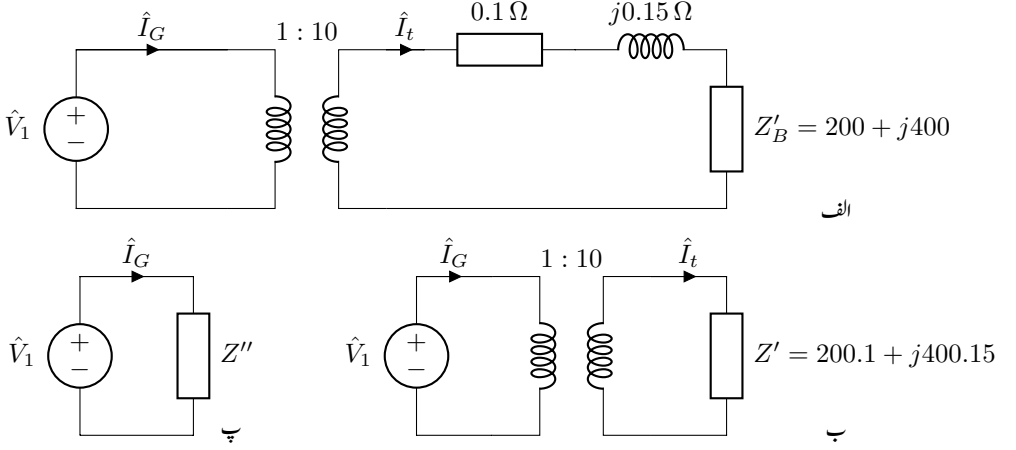 Î_G
1 : 10
Î_t
0.1 Ω
j0.15 Ω
V̂_1
+
−
Z′_B = 200 + j400
الف
Î_G
V̂_1
+
−
Z′′
پ
Î_G
1 : 10
Î_t
V̂_1
+
−
Z′ = 200.1 + j400.15
ب